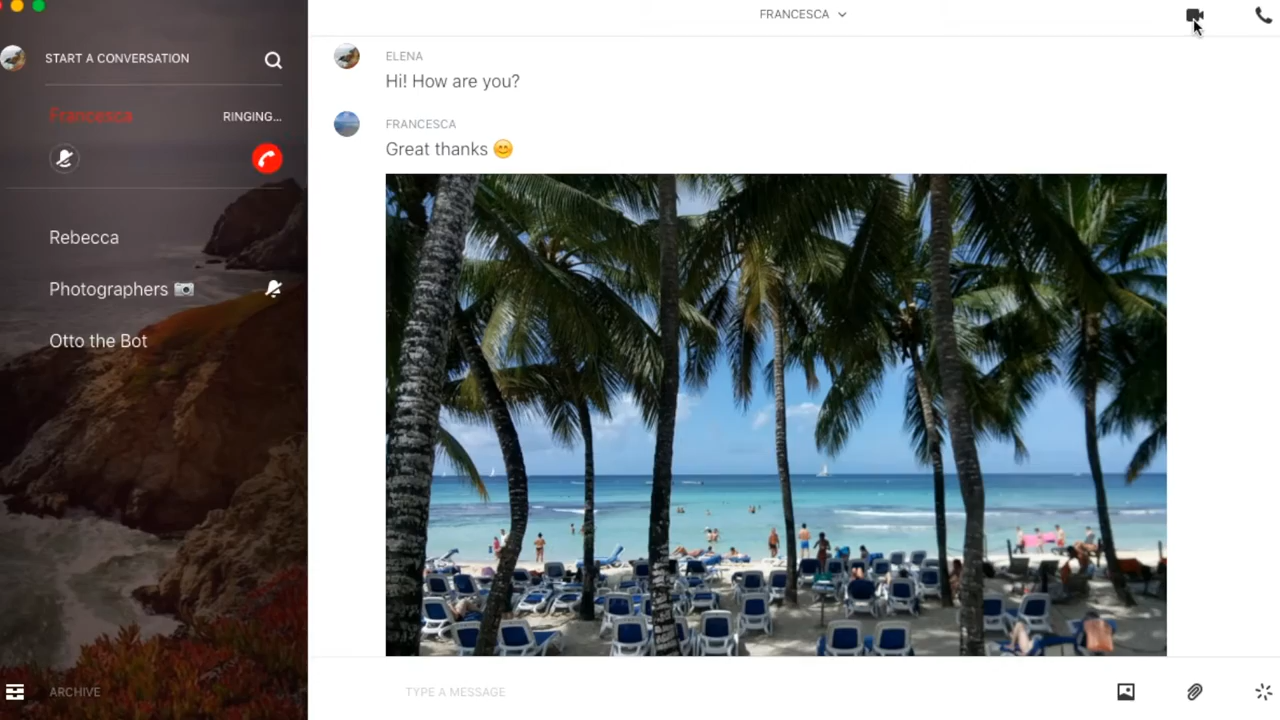 START A CONVERSATION
Francesca
RINGING...
Rebecca
Photographers 📷
Otto the Bot
ARCHIVE
FRANCESCA
ELENA
Hi! How are you?
FRANCESCA
Great thanks 😊
TYPE A MESSAGE